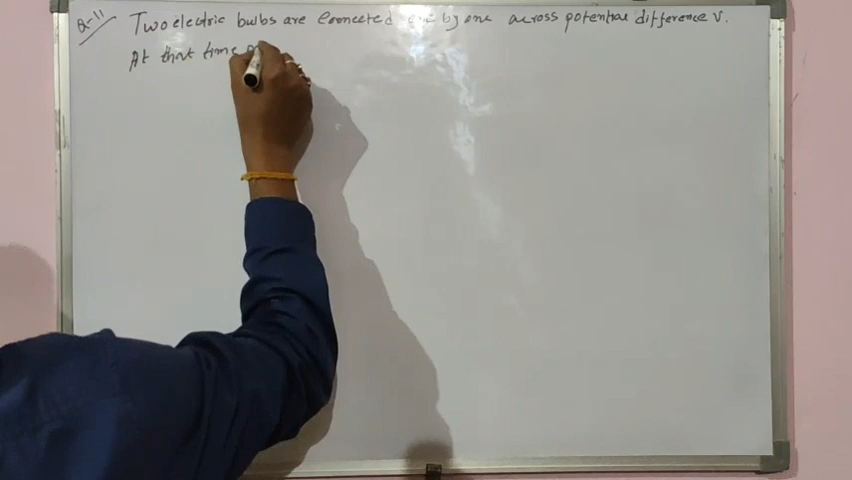 Q-11 Two electric bulbs are connected one by one across potential difference V.
At that time